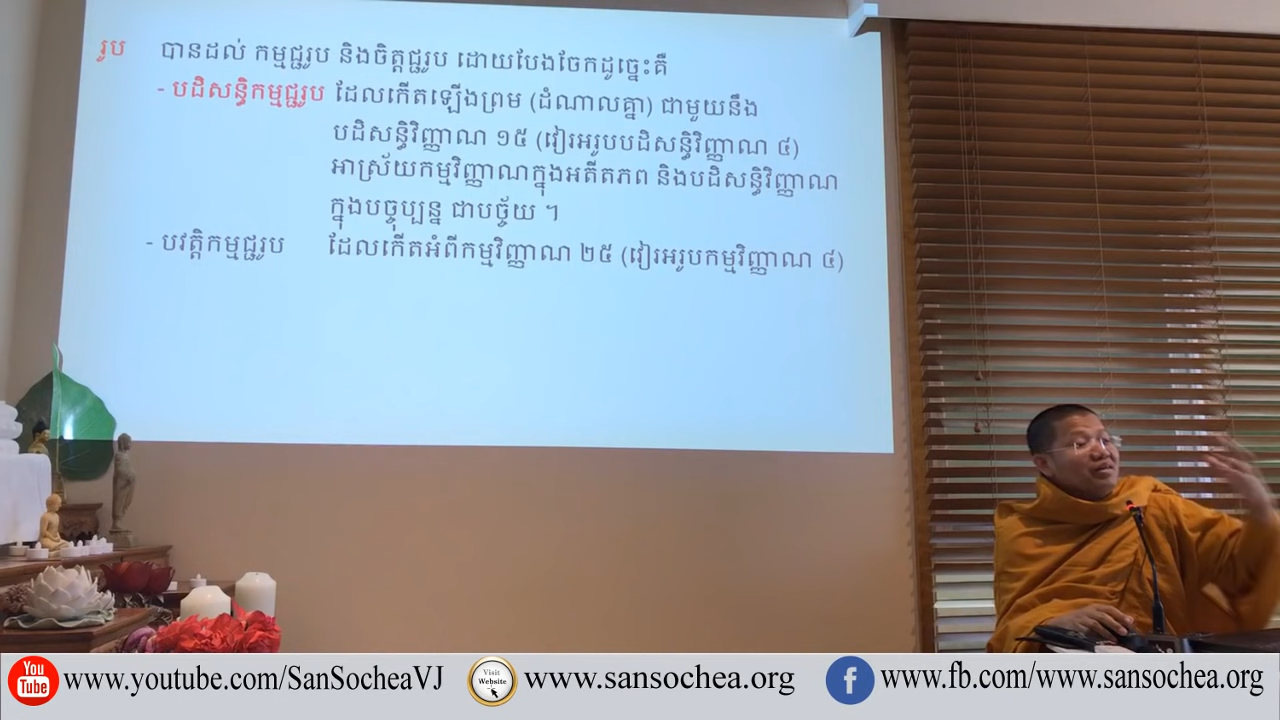 រូប បានដល់ កម្មជ្ជរូប និងចិត្តជ្ជរូប ដោយបែងចែកដូច្នេះគឺ
- បដិសន្ធិកម្មជ្ជរូប ដែលកើតឡើងព្រម (ដំណាលគ្នា) ជាមួយនឹង
បដិសន្ធិវិញ្ញាណ ១៥ (វៀរអរូបបដិសន្ធិវិញ្ញាណ ៤)
អាស្រ័យកម្មវិញ្ញាណក្នុងអតីតភព និងបដិសន្ធិវិញ្ញាណ
ក្នុងបច្ចុប្បន្ន ជាបច្ច័យ ។
- បវត្តិកម្មជ្ជរូប ដែលកើតអំពីកម្មវិញ្ញាណ ២៥ (វៀរអរូបកម្មវិញ្ញាណ ៤)
You Tube www.youtube.com/SanSocheaVJ Visit Website www.sansochea.org f www.fb.com/www.sansochea.org